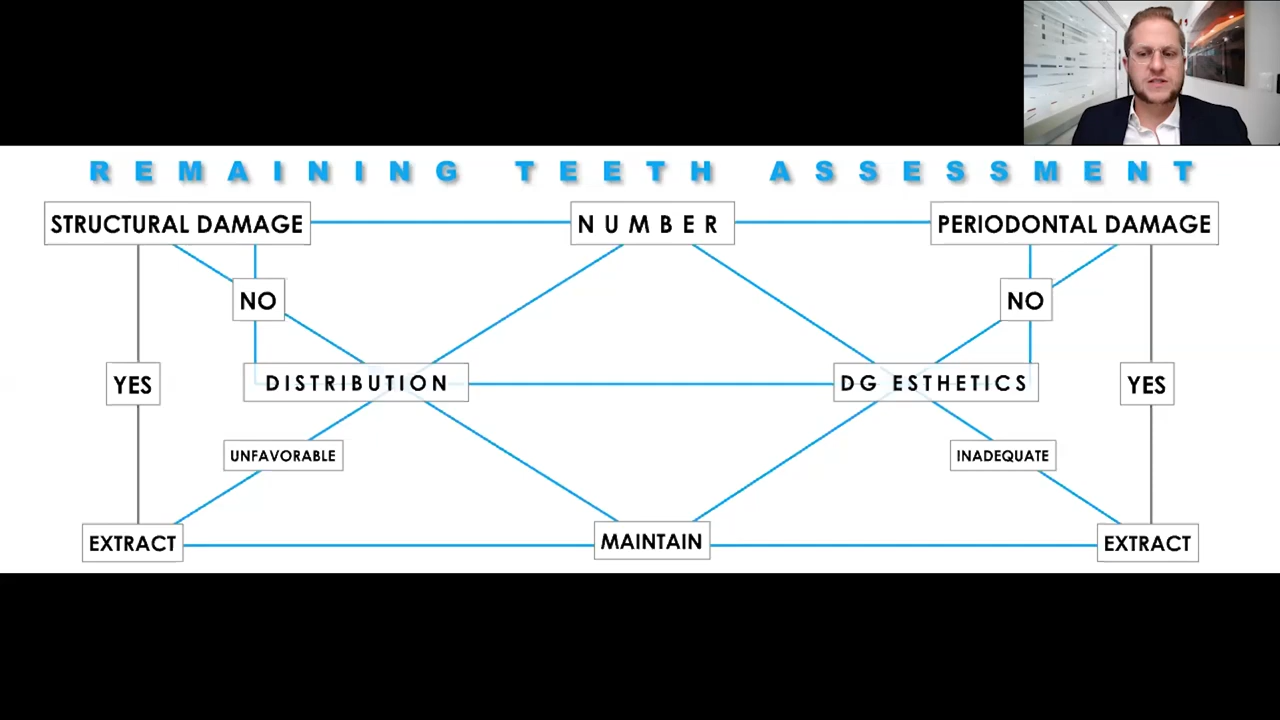 REMAINING TEETH ASSESSMENT
STRUCTURAL DAMAGE
NUMBER
PERIODONTAL DAMAGE
NO
NO
YES
DISTRIBUTION
DG ESTHETICS
YES
UNFAVORABLE
INADEQUATE
EXTRACT
MAINTAIN
EXTRACT